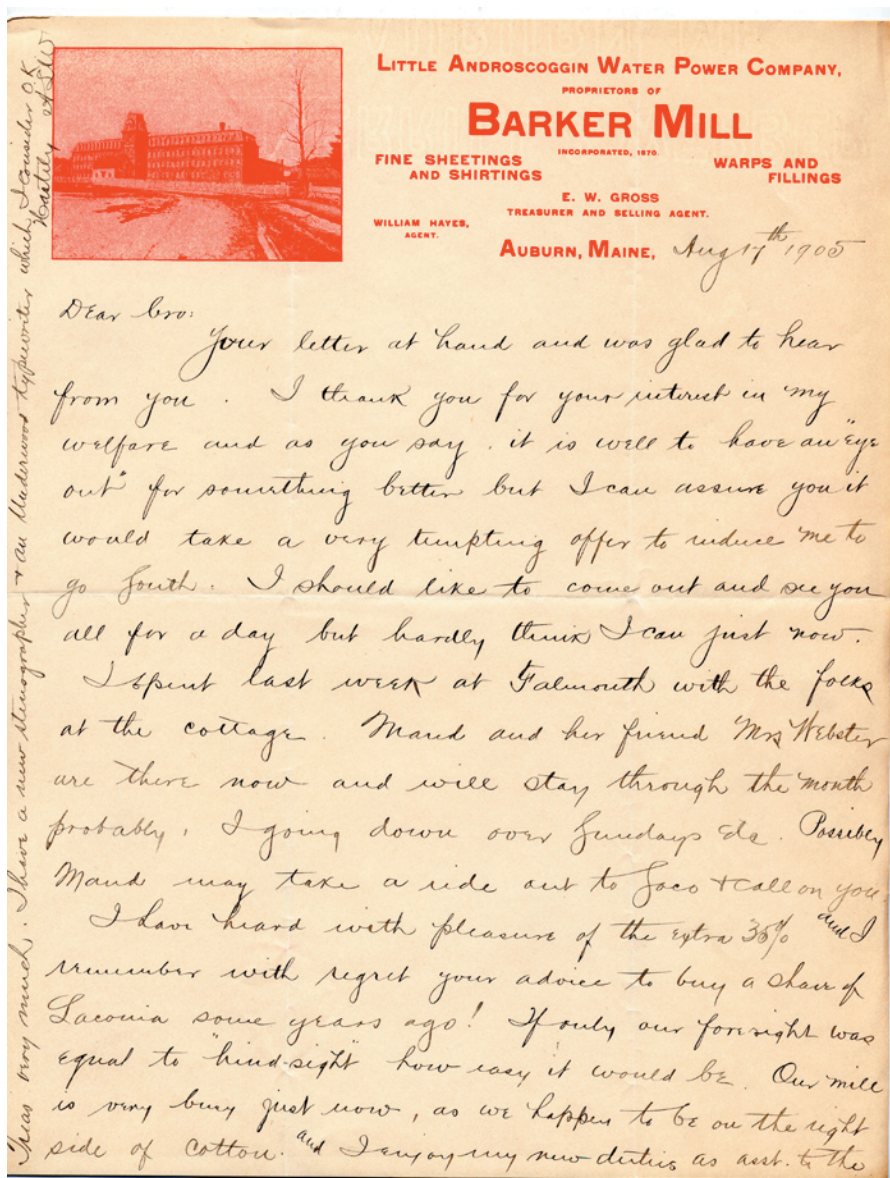 LITTLE ANDROSCOGGIN WATER POWER COMPANY,
PROPRIETORS OF
BARKER MILL
INCORPORATED, 1870.
FINE SHEETINGS
AND SHIRTINGS
WARPS AND
FILLINGS
E. W. GROSS
TREASURER AND SELLING AGENT.
WILLIAM HAYES,
AGENT.
AUBURN, MAINE, Aug 17th 1905
Dear Bro:
Your letter at hand and was glad to hear
from you. I thank you for your interest in my
welfare and as you say. it is well to have an "eye
out" for something better but I can assure you it
would take a very tempting offer to induce me to
go South. I should like to come out and see you
all for a day but hardly think I can just now.
I spent last week at Falmouth with the folks
at the cottage. Maud and her friend Mrs Webster
are there now and will stay through the month
probably, I going down over Sundays Etc. Possibly
Maud may take a ride out to Saco + call on you.
I have heard with pleasure of the extra 35% and I
remember with regret your advice to buy a share of
Laconia some years ago! If only our foresight was
equal to "hind-sight" how easy it would be. Our mill
is very busy just now, as we happen to be on the right
side of cotton. and I enjoy my new duties as asst. to the
Treas very much. I have a new stenographer + an Underwood typewriter which I consider O.K.
Hastily